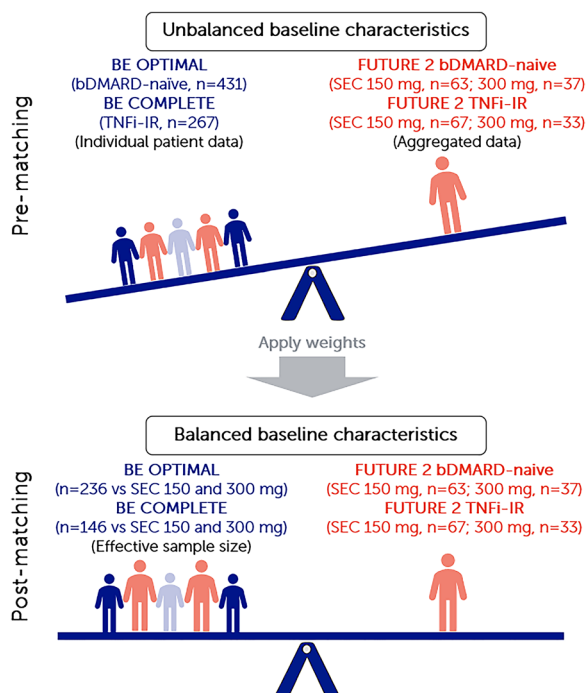 Unbalanced baseline characteristics
Pre-matching
BE OPTIMAL
(bDMARD-naïve, n=431)
BE COMPLETE
(TNFi-IR, n=267)
(Individual patient data)
FUTURE 2 bDMARD-naive
(SEC 150 mg, n=63; 300 mg, n=37)
FUTURE 2 TNFi-IR
(SEC 150 mg, n=67; 300 mg, n=33)
(Aggregated data)
Apply weights
Balanced baseline characteristics
Post-matching
BE OPTIMAL
(n=236 vs SEC 150 and 300 mg)
BE COMPLETE
(n=146 vs SEC 150 and 300 mg)
(Effective sample size)
FUTURE 2 bDMARD-naive
(SEC 150 mg, n=63; 300 mg, n=37)
FUTURE 2 TNFi-IR
(SEC 150 mg, n=67; 300 mg, n=33)